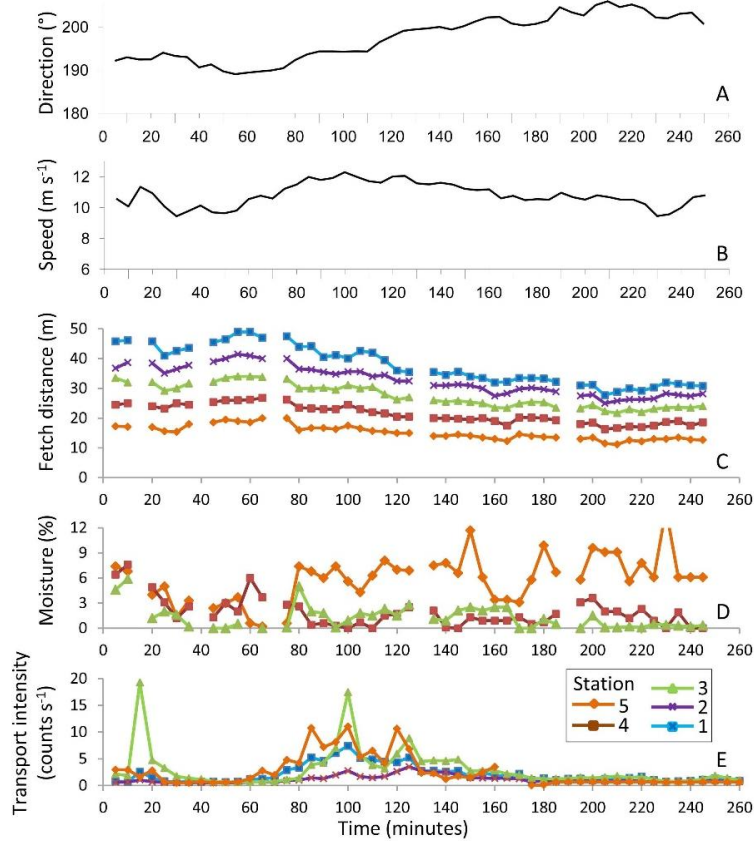 Direction (°)
200
190
180
A
0 20 40 60 80 100 120 140 160 180 200 220 240 260
Speed (m s⁻¹)
12
10
8
6
B
0 20 40 60 80 100 120 140 160 180 200 220 240 260
Fetch distance (m)
50
40
30
20
10
0
C
0 20 40 60 80 100 120 140 160 180 200 220 240 260
Moisture (%)
12
9
6
3
0
D
0 20 40 60 80 100 120 140 160 180 200 220 240 260
Transport intensity
(counts s⁻¹)
20
15
10
5
0
Station
5
4
3
2
1
E
0 20 40 60 80 100 120 140 160 180 200 220 240 260
Time (minutes)